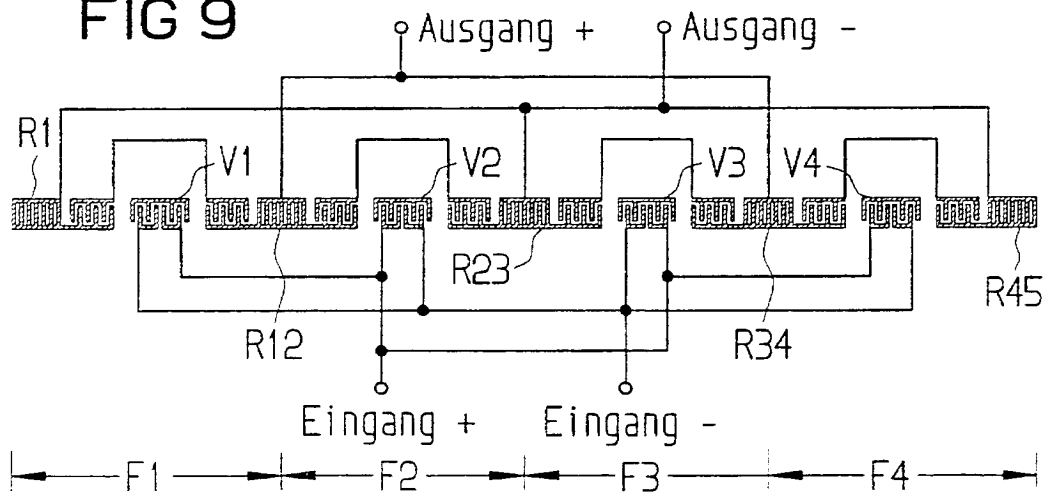 FIG 9
Ausgang + Ausgang -
R1 V1 V2 V3 V4
R12 R23 R34 R45
Eingang + Eingang -
F1 F2 F3 F4